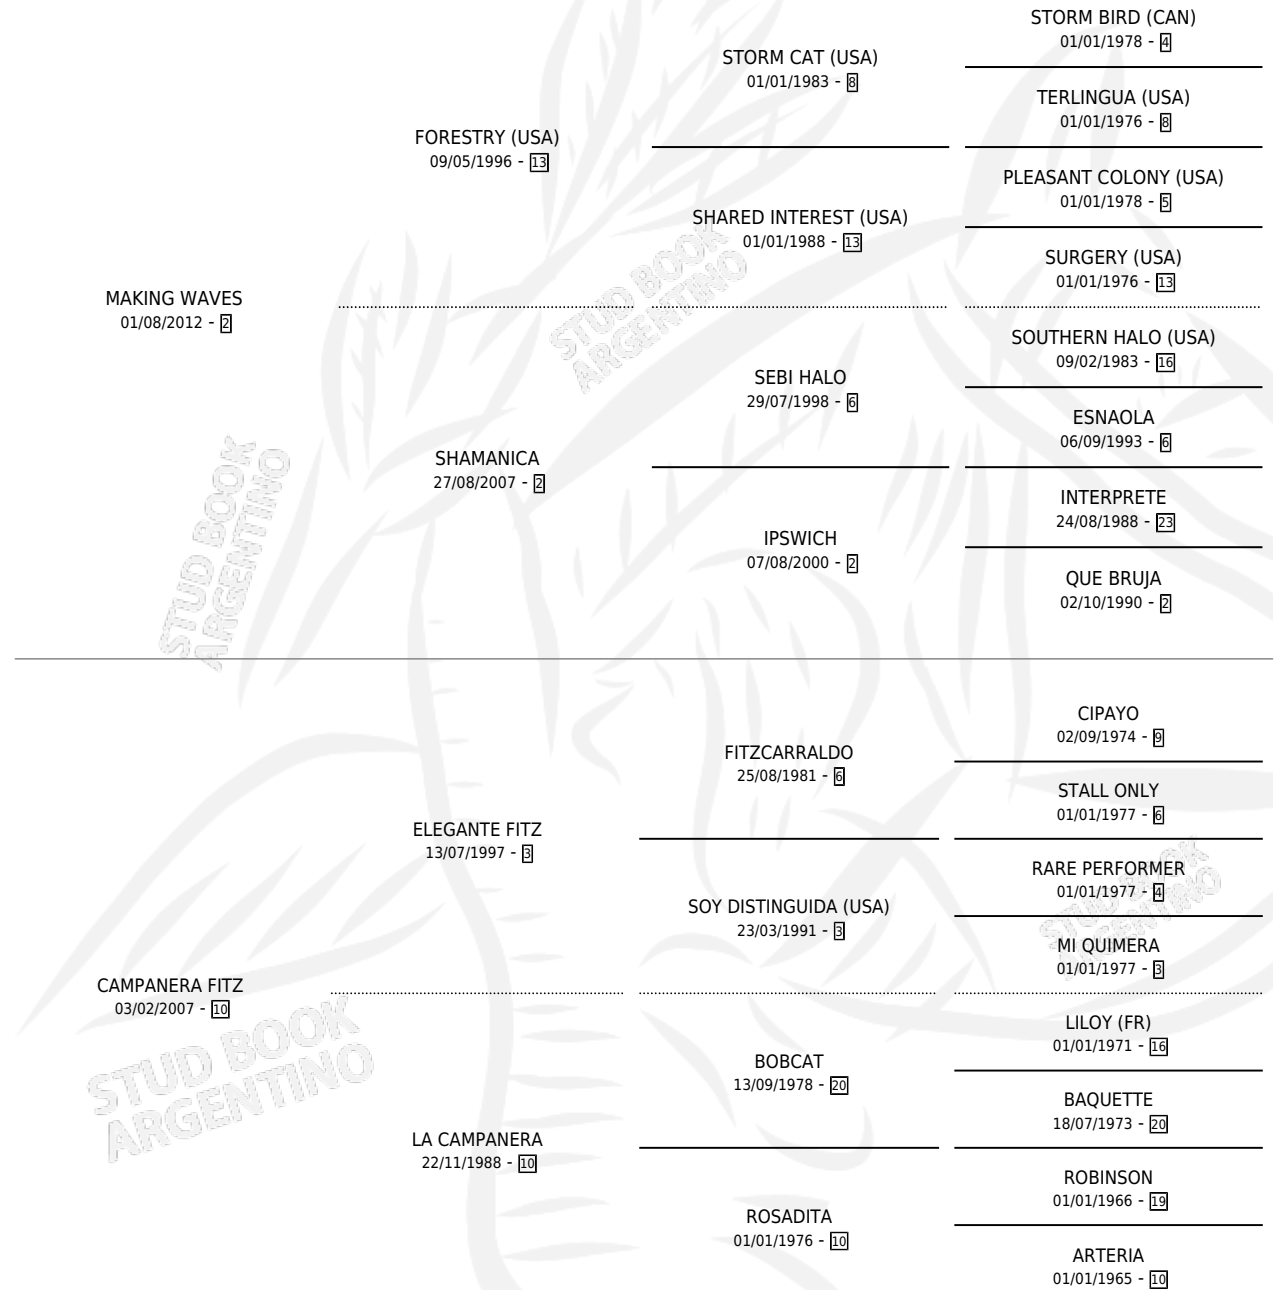 STORM BIRD (CAN)
01/01/1978 - 4
STORM CAT (USA)
01/01/1983 - 8
TERLINGUA (USA)
01/01/1976 - 8
FORESTRY (USA)
09/05/1996 - 13
PLEASANT COLONY (USA)
01/01/1978 - 5
SHARED INTEREST (USA)
01/01/1988 - 13
SURGERY (USA)
01/01/1976 - 13
MAKING WAVES
01/08/2012 - 2
SOUTHERN HALO (USA)
09/02/1983 - 16
SEBI HALO
29/07/1998 - 6
ESNAOLA
06/09/1993 - 6
SHAMANICA
27/08/2007 - 2
INTERPRETE
24/08/1988 - 23
IPSWICH
07/08/2000 - 2
QUE BRUJA
02/10/1990 - 2
CIPAYO
02/09/1974 - 9
FITZCARRALDO
25/08/1981 - 6
STALL ONLY
01/01/1977 - 6
ELEGANTE FITZ
13/07/1997 - 3
RARE PERFORMER
01/01/1977 - 4
SOY DISTINGUIDA (USA)
23/03/1991 - 3
MI QUIMERA
01/01/1977 - 3
CAMPANERA FITZ
03/02/2007 - 10
LILOY (FR)
01/01/1971 - 16
BOBCAT
13/09/1978 - 20
BAQUETTE
18/07/1973 - 20
LA CAMPANERA
22/11/1988 - 10
ROBINSON
01/01/1966 - 19
ROSADITA
01/01/1976 - 10
ARTERIA
01/01/1965 - 10
STUD BOOK
ARGENTINO
STUD BOOK
ARGENTINO
STUD BOOK
ARGENTINO
STUD BOOK
ARGENTINO